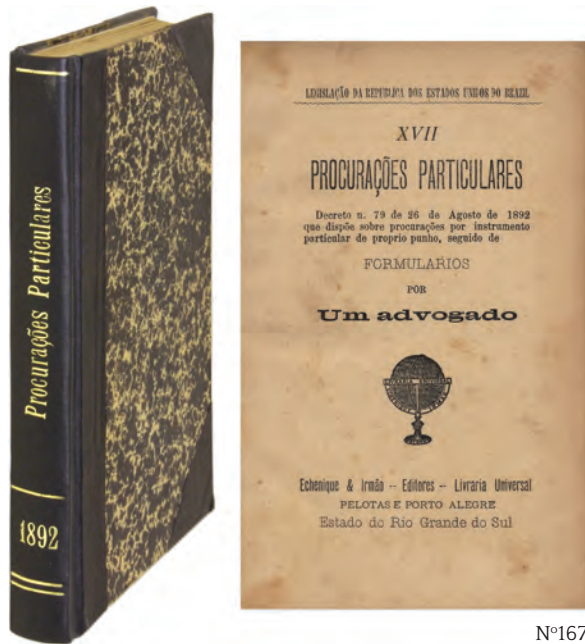 Procurações Particulares
1892
LEGISLAÇÃO DA REPUBLICA DOS ESTADOS UNIDOS DO BRAZIL
XVII
PROCURAÇÕES PARTICULARES
Decreto n. 79 de 26 de Agosto de 1892
que dispõe sobre procurações por instrumento
particular de proprio punho, seguido de
FORMULARIOS
POR
Um advogado
LIVRARIA UNIVERSAL
Echenique & Irmão -- Editores -- Livraria Universal
PELOTAS E PORTO ALEGRE
Estado do Rio Grande do Sul
Nº167